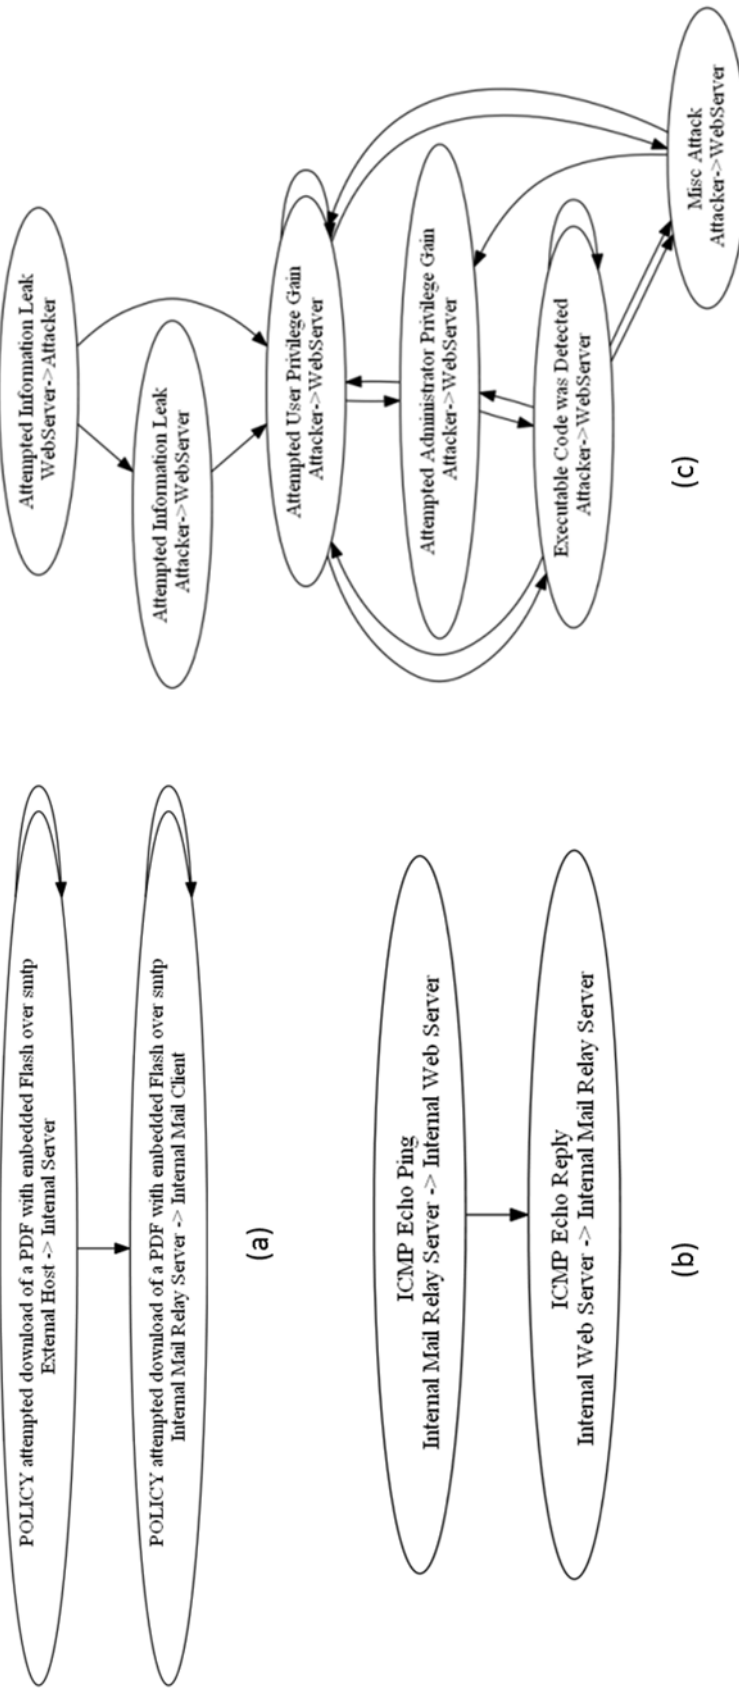 POLICY attempted download of a PDF with embedded Flash over smtp
External Host -> Internal Server
POLICY attempted download of a PDF with embedded Flash over smtp
Internal Mail Relay Server -> Internal Mail Client
(a)
ICMP Echo Ping
Internal Mail Relay Server -> Internal Web Server
ICMP Echo Reply
Internal Web Server -> Internal Mail Relay Server
(b)
Attempted Information Leak
WebServer->Attacker
Attempted Information Leak
Attacker->WebServer
Attempted User Privilege Gain
Attacker->WebServer
Attempted Administrator Privilege Gain
Attacker->WebServer
Executable Code was Detected
Attacker->WebServer
Misc Attack
Attacker->WebServer
(c)